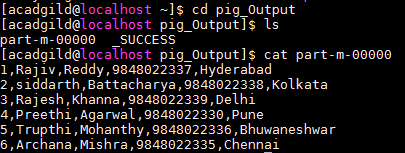 [acadgild@localhost ~]$ cd pig_Output
[acadgild@localhost pig_Output]$ ls
part-m-00000  _SUCCESS
[acadgild@localhost pig_Output]$ cat part-m-00000
1,Rajiv,Reddy,9848022337,Hyderabad
2,siddarth,Battacharya,9848022338,Kolkata
3,Rajesh,Khanna,9848022339,Delhi
4,Preethi,Agarwal,9848022330,Pune
5,Trupthi,Mohanthy,9848022336,Bhuwaneshwar
6,Archana,Mishra,9848022335,Chennai